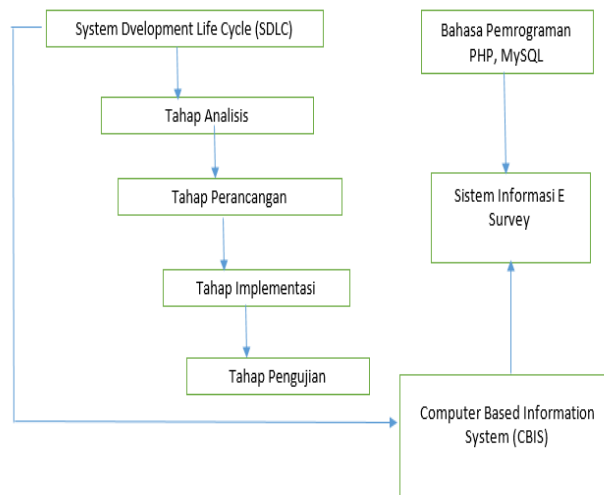 System Dvelopment Life Cycle (SDLC)
Tahap Analisis
Tahap Perancangan
Tahap Implementasi
Tahap Pengujian
Bahasa Pemrograman
PHP, MySQL
Sistem Informasi E
Survey
Computer Based Information
System (CBIS)